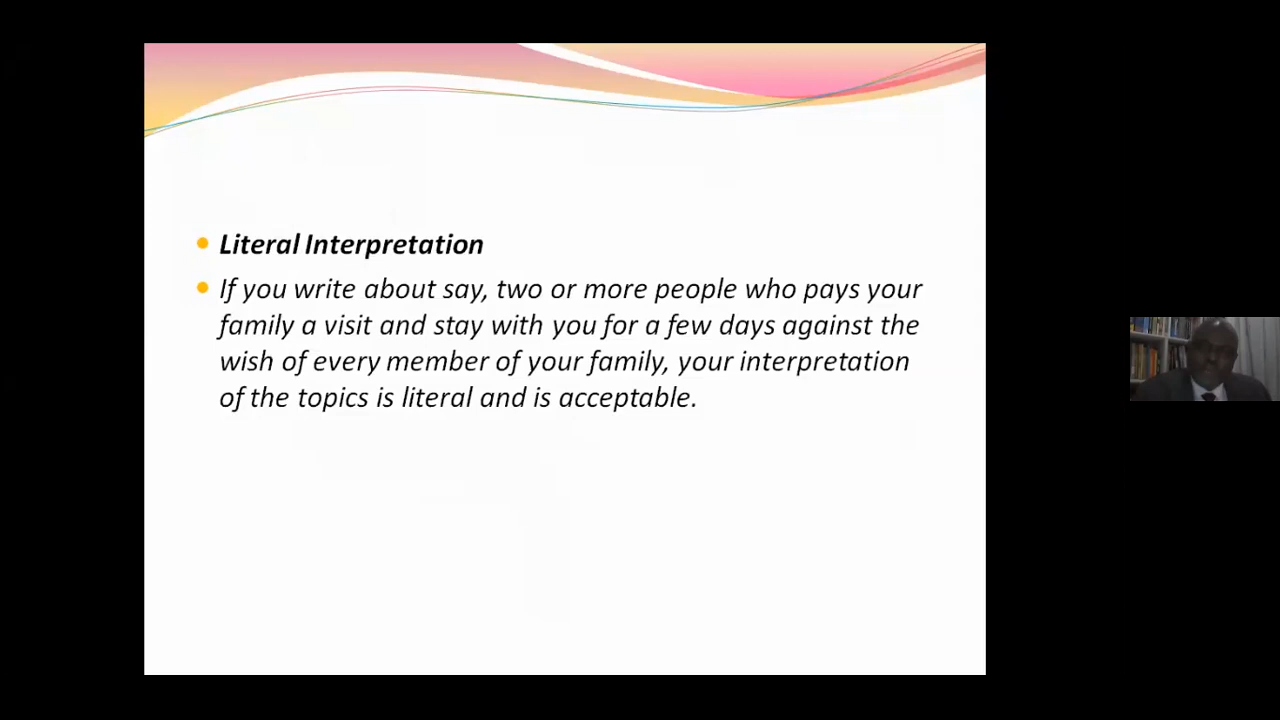 Literal Interpretation
If you write about say, two or more people who pays your
family a visit and stay with you for a few days against the
wish of every member of your family, your interpretation
of the topics is literal and is acceptable.